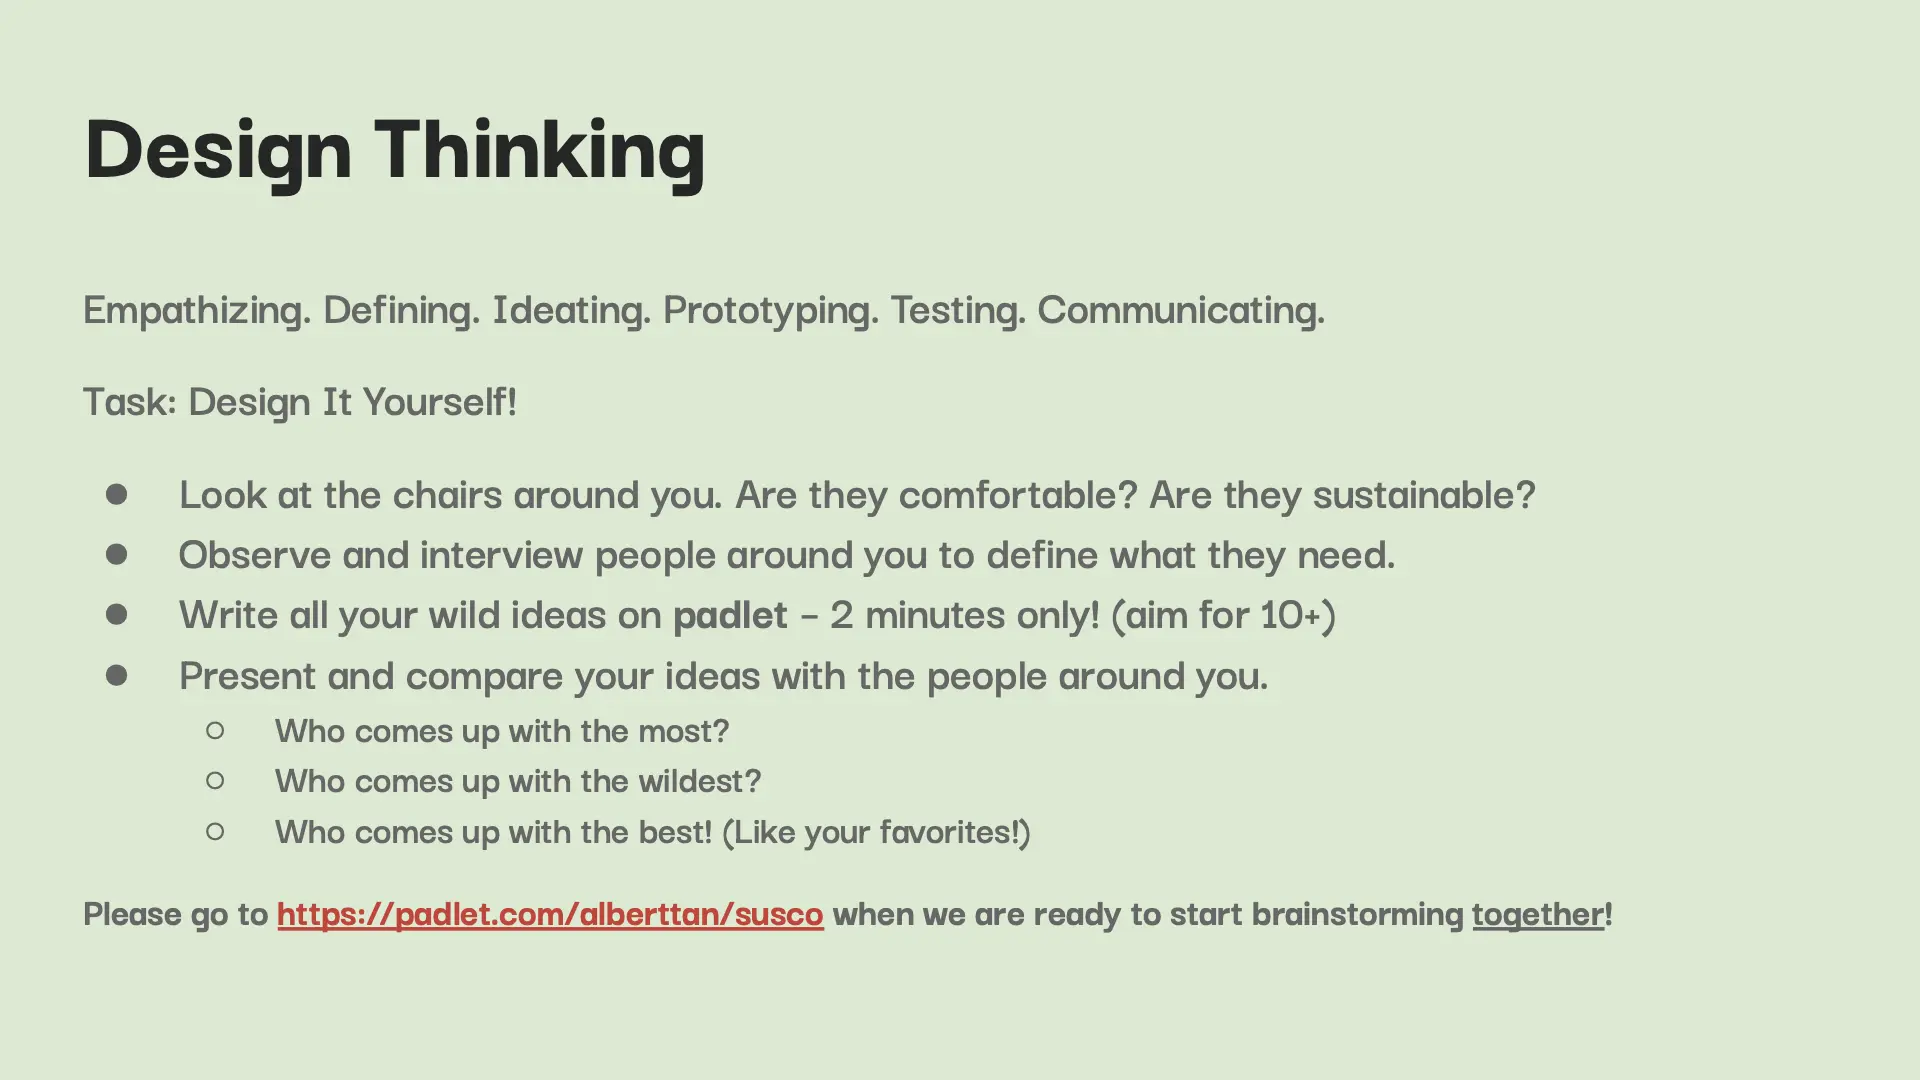 Design Thinking
Empathizing. Defining. Ideating. Prototyping. Testing. Communicating.
Task: Design It Yourself!
● Look at the chairs around you. Are they comfortable? Are they sustainable?
● Observe and interview people around you to define what they need.
● Write all your wild ideas on padlet – 2 minutes only! (aim for 10+)
● Present and compare your ideas with the people around you.
○ Who comes up with the most?
○ Who comes up with the wildest?
○ Who comes up with the best! (Like your favorites!)
Please go to https://padlet.com/alberttan/susco when we are ready to start brainstorming together!